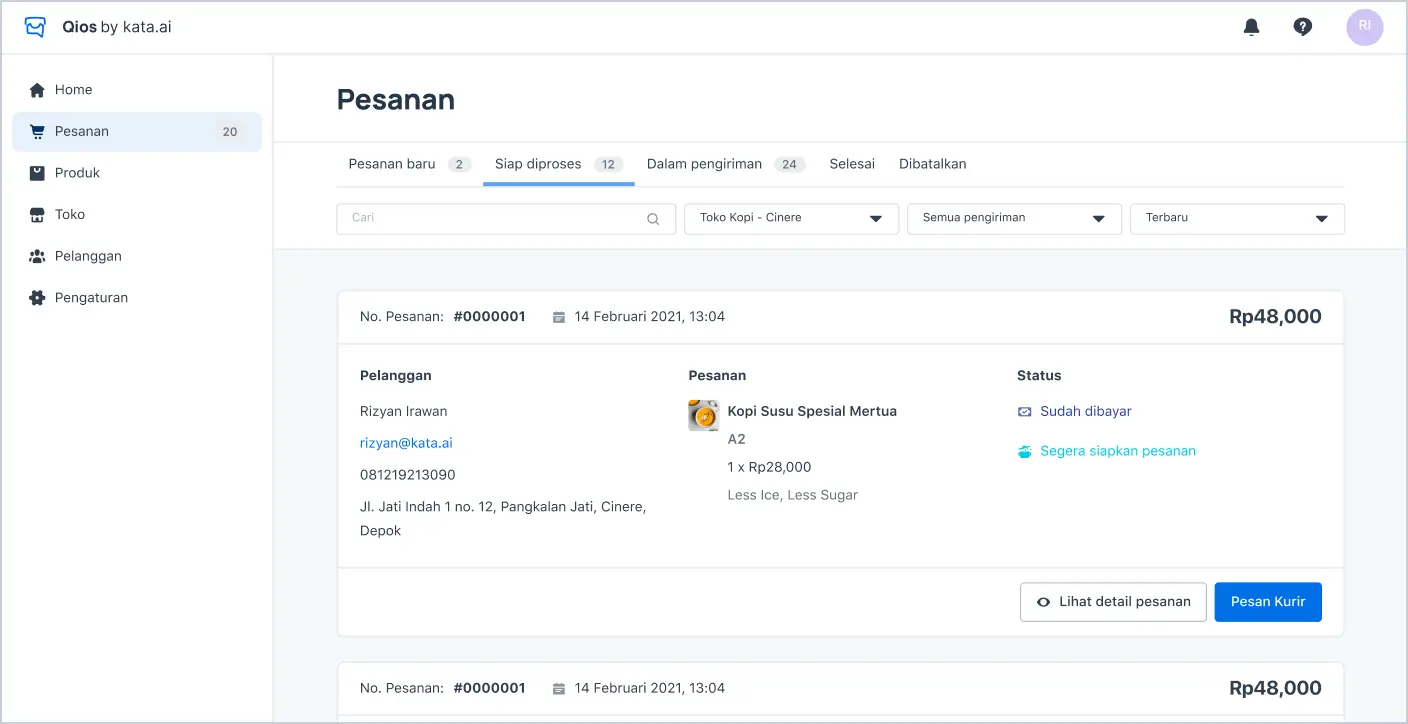 Qios by kata.ai
RI
Home
Pesanan 20
Produk
Toko
Pelanggan
Pengaturan
Pesanan
Pesanan baru 2 Siap diproses 12 Dalam pengiriman 24 Selesai Dibatalkan
Cari Toko Kopi - Cinere Semua pengiriman Terbaru
No. Pesanan: #0000001 14 Februari 2021, 13:04 Rp48,000
Pelanggan
Rizyan Irawan
rizyan@kata.ai
081219213090
Jl. Jati Indah 1 no. 12, Pangkalan Jati, Cinere,
Depok
Pesanan
Kopi Susu Spesial Mertua
A2
1 x Rp28,000
Less Ice, Less Sugar
Status
Sudah dibayar
Segera siapkan pesanan
Lihat detail pesanan Pesan Kurir
No. Pesanan: #0000001 14 Februari 2021, 13:04 Rp48,000